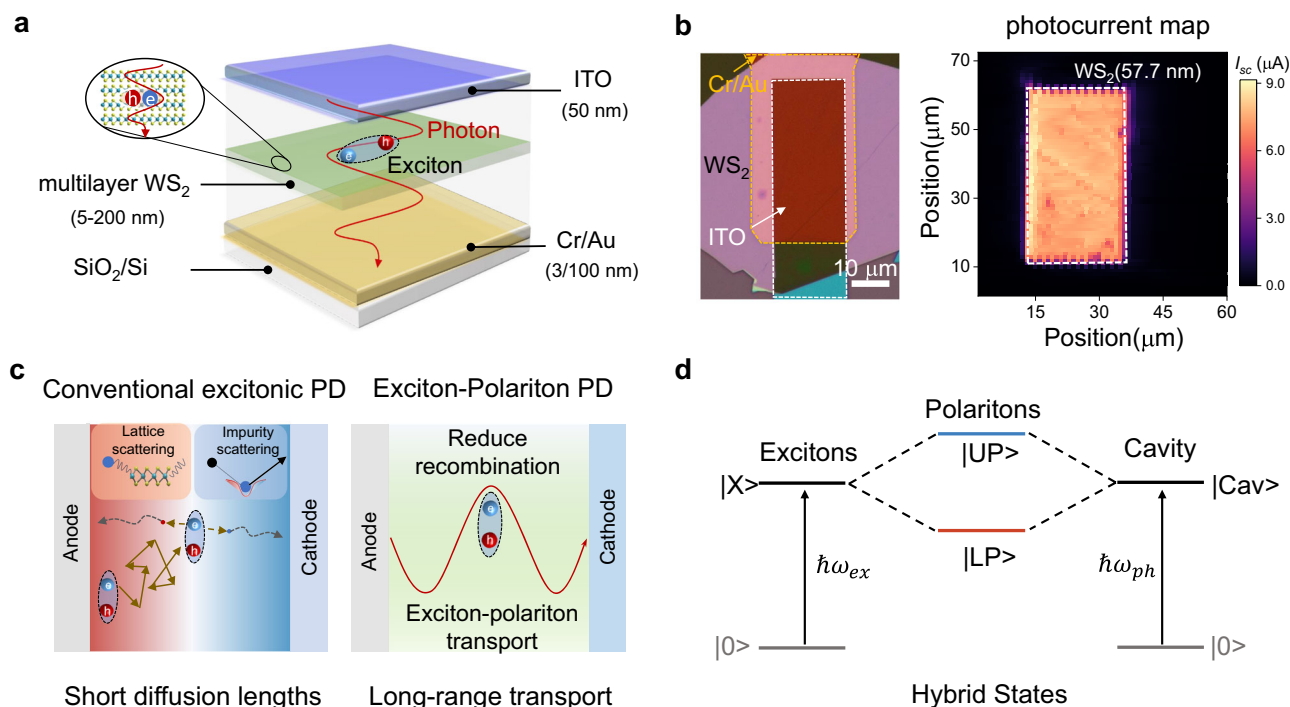 a
h
e
ITO
(50 nm)
Photon
e
h
Exciton
multilayer WS₂
(5-200 nm)
Cr/Au
(3/100 nm)
SiO₂/Si
b
photocurrent map
Cr/Au
WS₂
ITO
10 μm
WS₂(57.7 nm)
I_sc (μA)
9.0
6.0
3.0
0.0
Position(μm)
70
50
30
10
15
30
45
60
Position(μm)
c
Conventional excitonic PD
Exciton-Polariton PD
Lattice
scattering
Impurity
scattering
Anode
e
h
e
h
Cathode
Short diffusion lengths
Reduce
recombination
Anode
e
h
Cathode
Exciton-polariton
transport
Long-range transport
d
Polaritons
Excitons
|UP>
Cavity
|X>
|Cav>
|LP>
ℏω_ex
ℏω_ph
|0>
|0>
Hybrid States